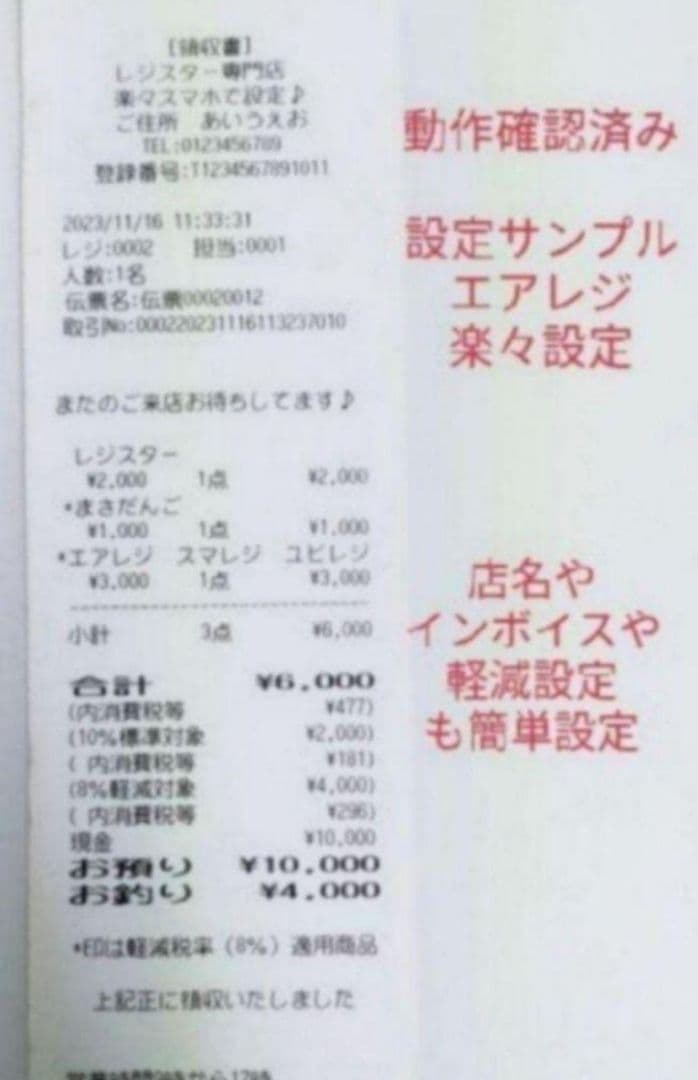 [領収書]
レジスター専門店
楽々スマホで設定♪
ご住所 あいうえお
TEL:0123456789
登録番号:T1234567891011
2023/11/16 11:33:31
レジ:0002 担当:0001
人数:1名
伝票名:伝票00020012
取引No:000220231116113237010
またのご来店お待ちしてます♪
レジスター
¥2,000 1点 ¥2,000
*まさだんご
¥1,000 1点 ¥1,000
*エアレジ スマレジ ユビレジ
¥3,000 1点 ¥3,000
小計 3点 ¥6,000
合計 ¥6,000
(内消費税等 ¥477)
(10%標準対象 ¥2,000)
( 内消費税等 ¥181)
(8%軽減対象 ¥4,000)
( 内消費税等 ¥296)
現金 ¥10,000
お預り ¥10,000
お釣り ¥4,000
*印は軽減税率(8%)適用商品
上記正に領収いたしました
動作確認済み
設定サンプル
エアレジ
楽々設定
店名や
インボイスや
軽減設定
も簡単設定